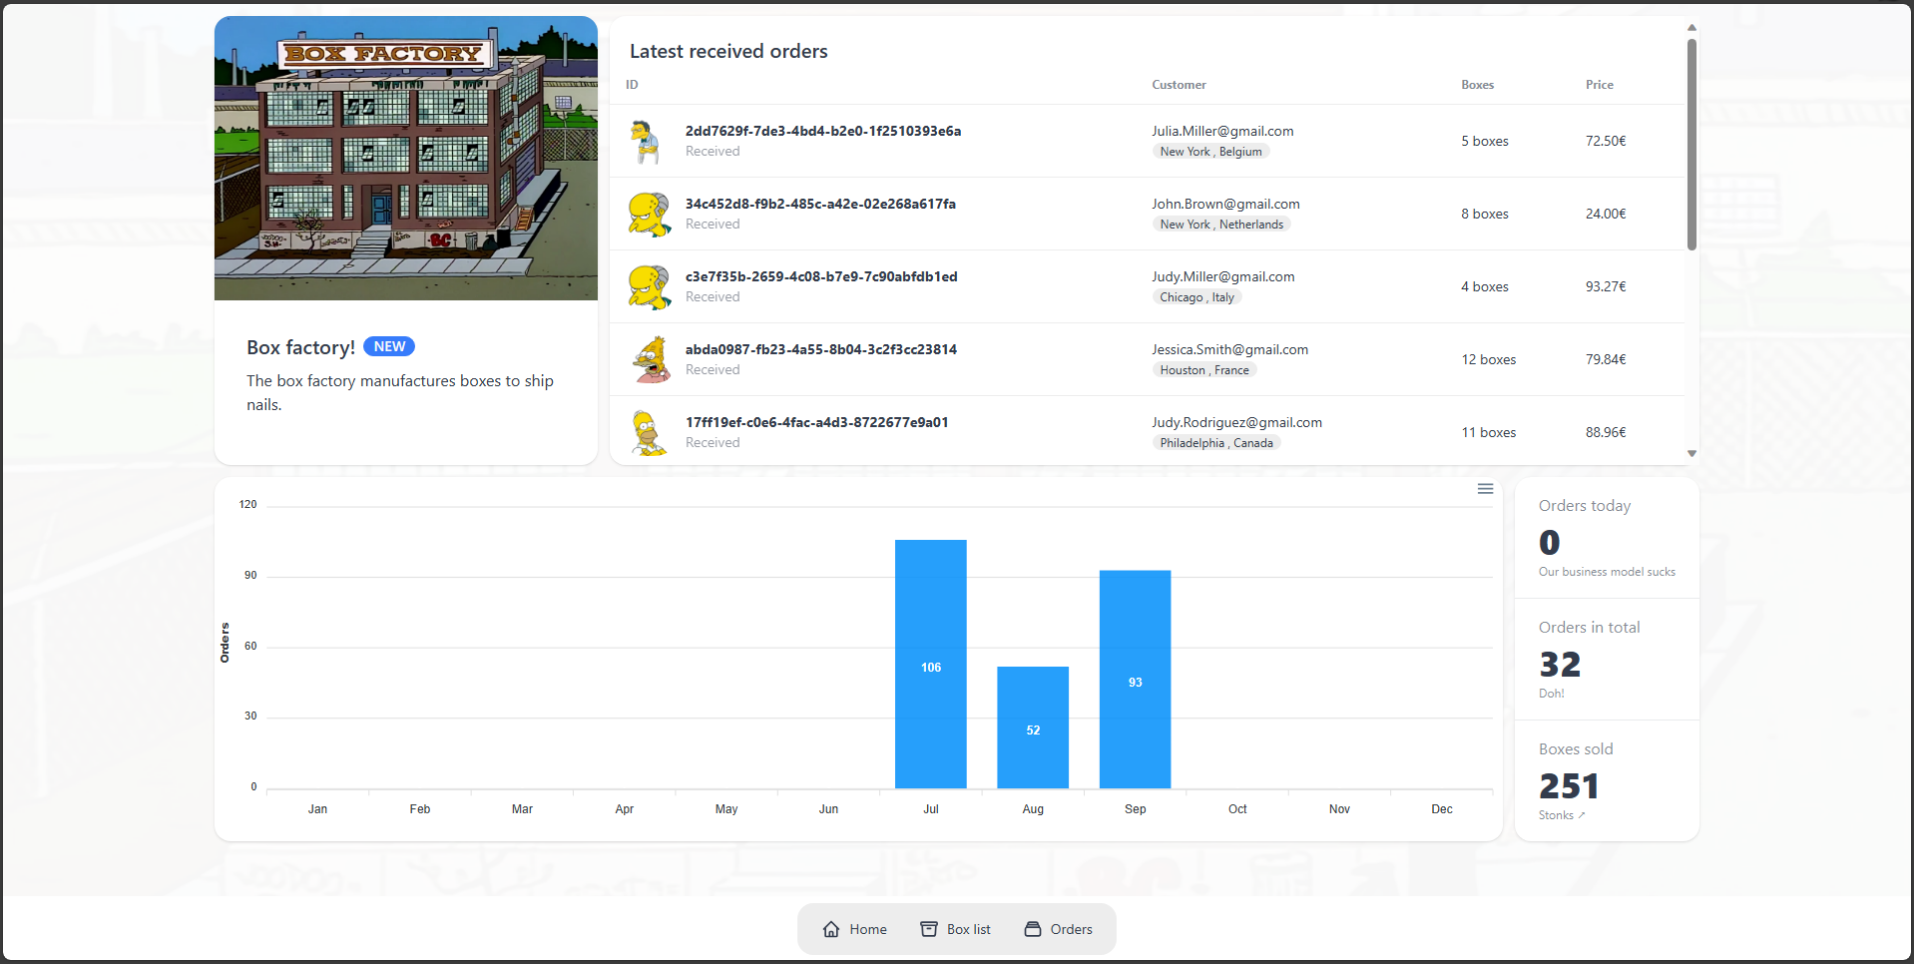 BOX FACTORY
BC
Box factory! NEW
The box factory manufactures boxes to ship
nails.
Latest received orders
ID Customer Boxes Price
2dd7629f-7de3-4bd4-b2e0-1f2510393e6a Julia.Miller@gmail.com 5 boxes 72.50€
Received New York , Belgium
34c452d8-f9b2-485c-a42e-02e268a617fa John.Brown@gmail.com 8 boxes 24.00€
Received New York , Netherlands
c3e7f35b-2659-4c08-b7e9-7c90abfdb1ed Judy.Miller@gmail.com 4 boxes 93.27€
Received Chicago , Italy
abda0987-fb23-4a55-8b04-3c2f3cc23814 Jessica.Smith@gmail.com 12 boxes 79.84€
Received Houston , France
17ff19ef-c0e6-4fac-a4d3-8722677e9a01 Judy.Rodriguez@gmail.com 11 boxes 88.96€
Received Philadelphia , Canada
Orders
120
90
60
30
0
106
52
93
Jan Feb Mar Apr May Jun Jul Aug Sep Oct Nov Dec
Orders today
0
Our business model sucks
Orders in total
32
Doh!
Boxes sold
251
Stonks ↗
Home Box list Orders